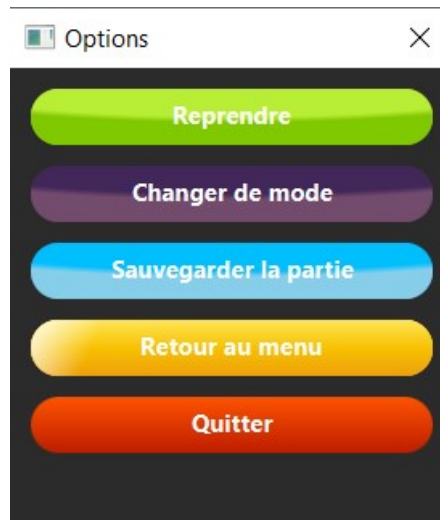 Options
Reprendre
Changer de mode
Sauvegarder la partie
Retour au menu
Quitter